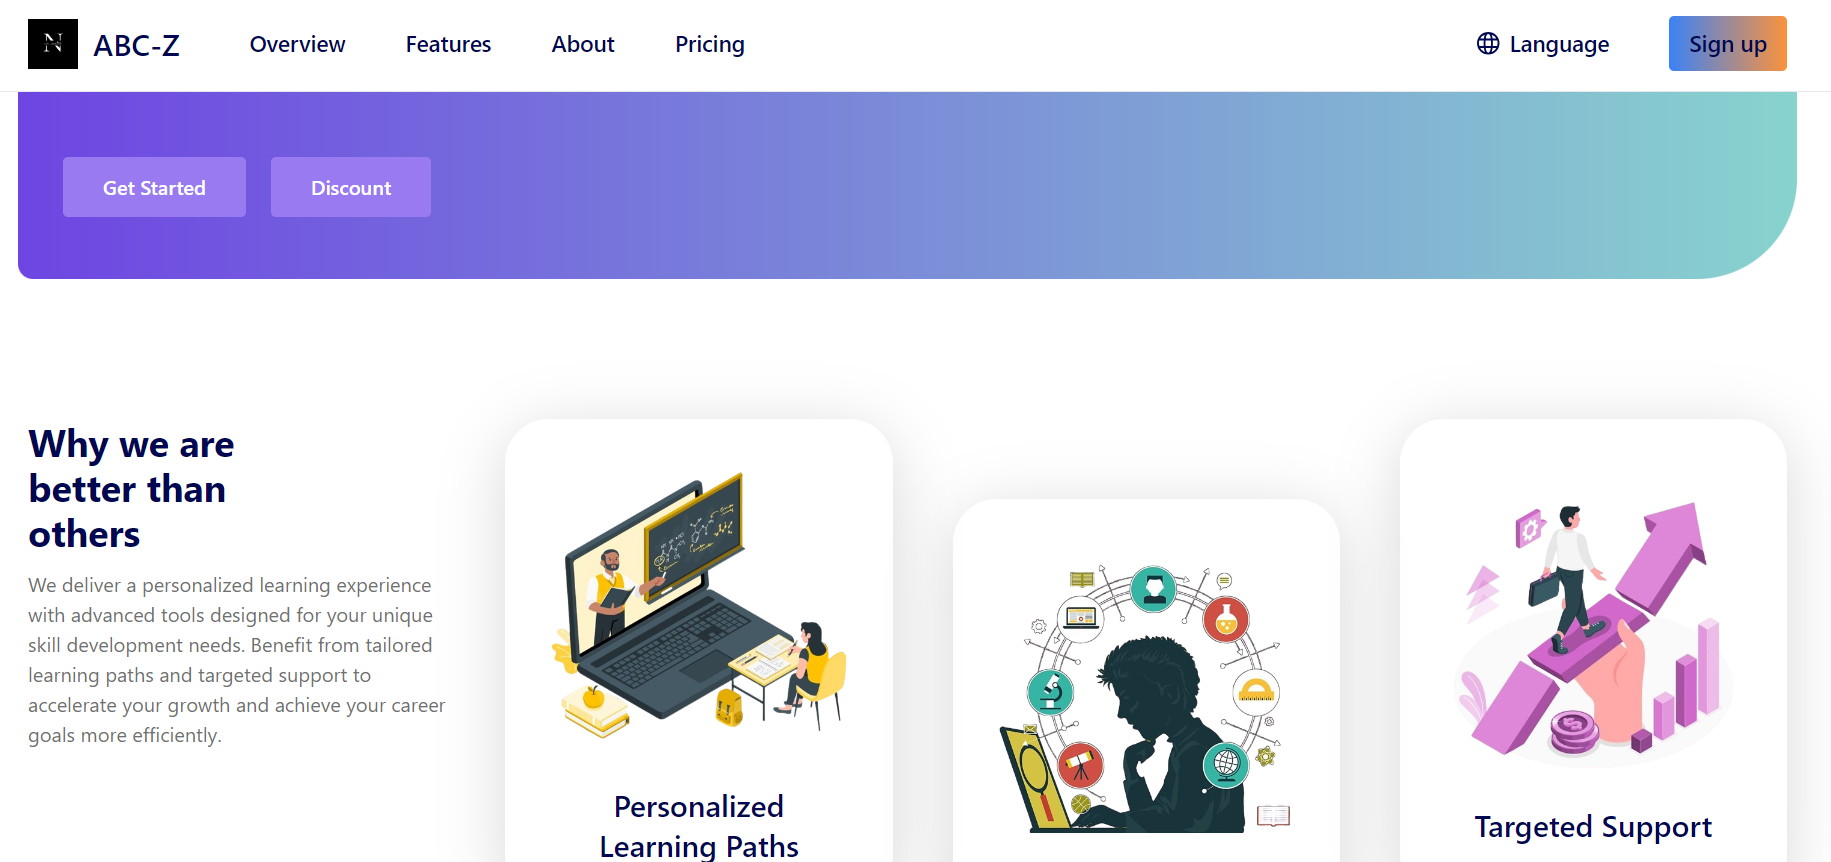 N
ABC-Z
Overview
Features
About
Pricing
Language
Sign up
Get Started
Discount
Why we are
better than
others
We deliver a personalized learning experience
with advanced tools designed for your unique
skill development needs. Benefit from tailored
learning paths and targeted support to
accelerate your growth and achieve your career
goals more efficiently.
Personalized
Learning Paths
Targeted Support